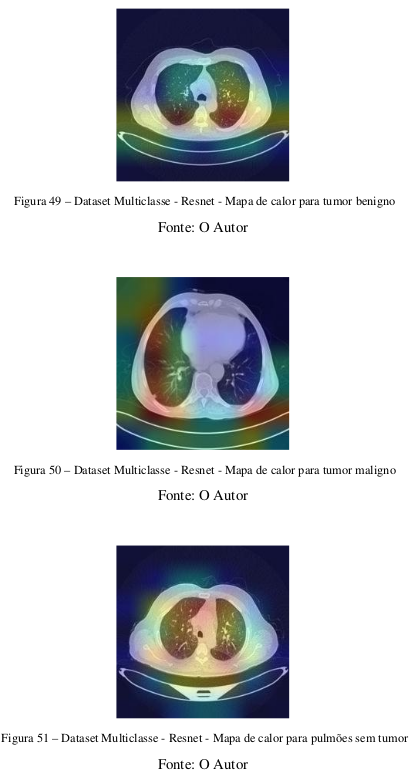 Figura 49 – Dataset Multiclasse - Resnet - Mapa de calor para tumor benigno
Fonte: O Autor
Figura 50 – Dataset Multiclasse - Resnet - Mapa de calor para tumor maligno
Fonte: O Autor
Figura 51 – Dataset Multiclasse - Resnet - Mapa de calor para pulmões sem tumor
Fonte: O Autor